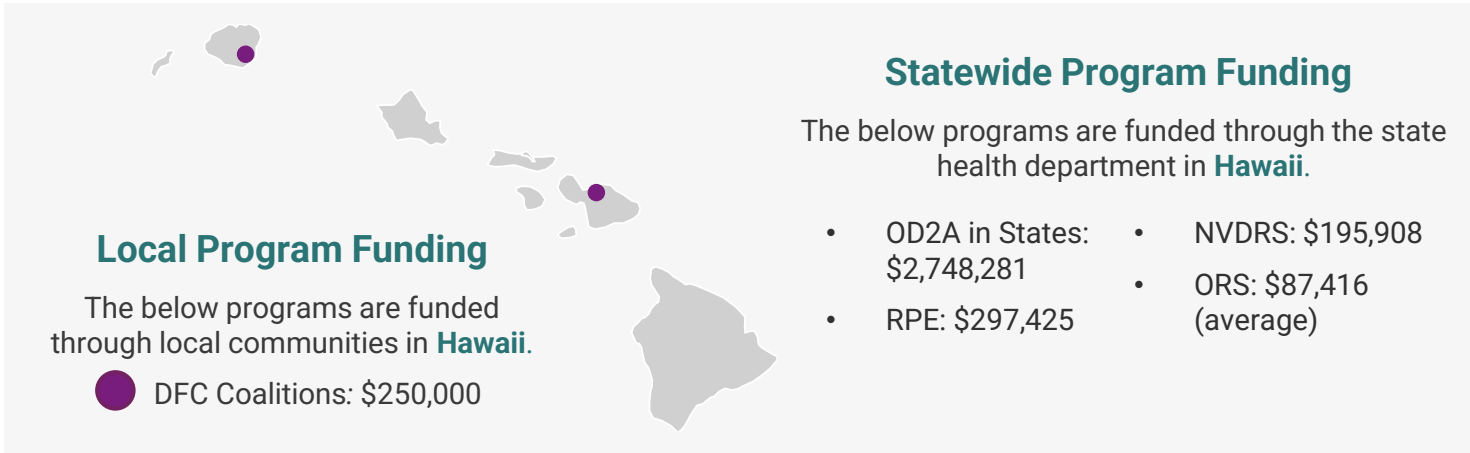 Local Program Funding
The below programs are funded
through local communities in Hawaii.
DFC Coalitions: $250,000
Statewide Program Funding
The below programs are funded through the state
health department in Hawaii.
• OD2A in States:
$2,748,281
• RPE: $297,425
• NVDRS: $195,908
• ORS: $87,416
(average)